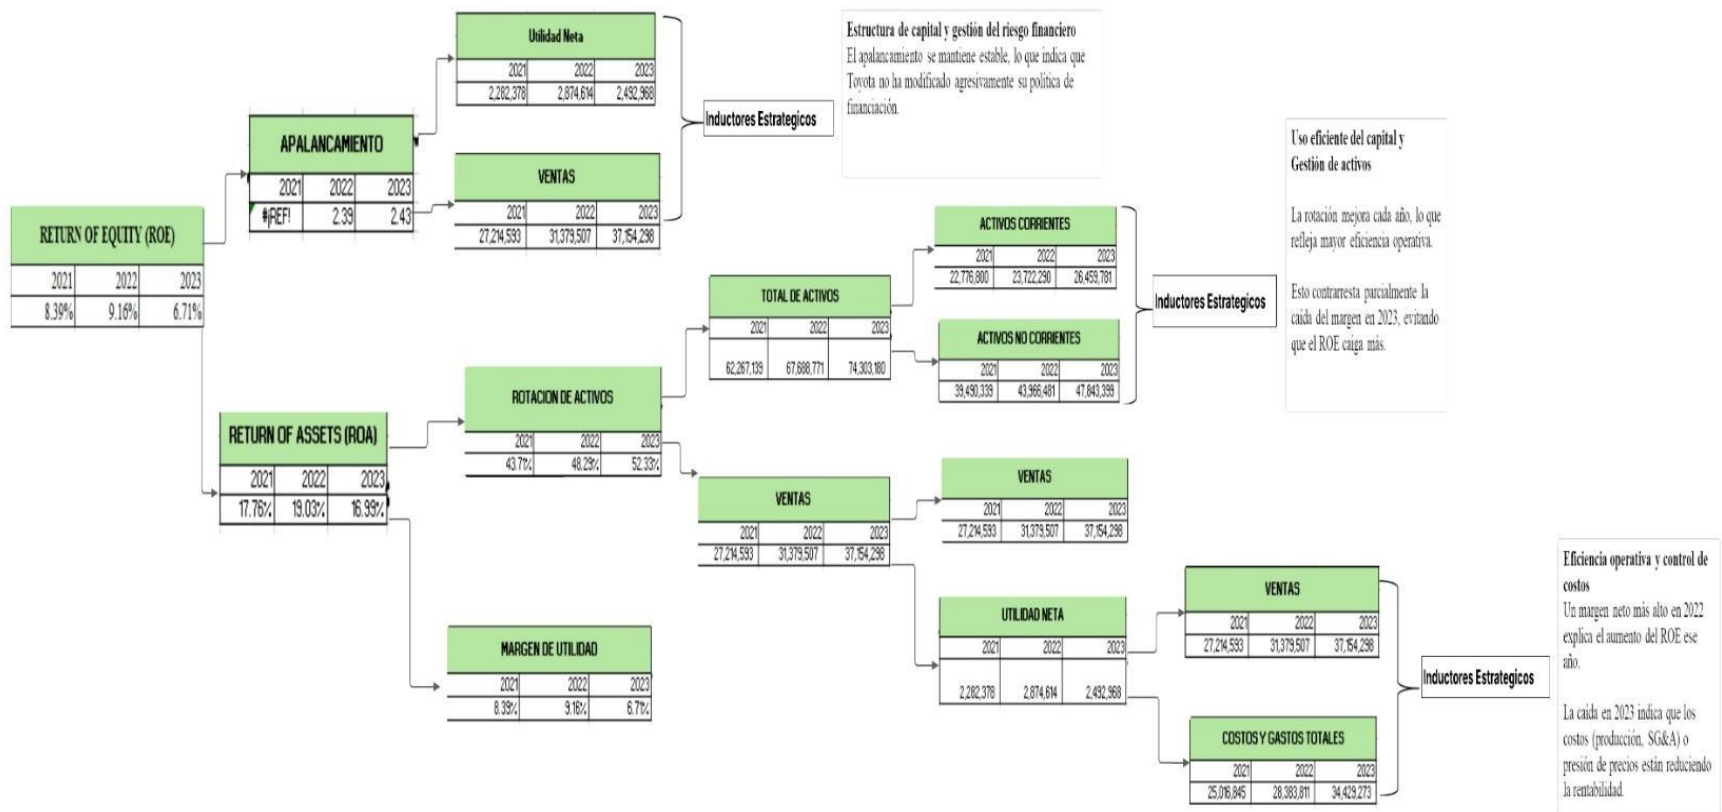 Utilidad Neta
2021 2022 2023
2,282,378 2,874,614 2,492,968
Estructura de capital y gestión del riesgo financiero
El apalancamiento se mantiene estable, lo que indica que
Toyota no ha modificado agresivamente su política de
financiación.
Inductores Estrategicos
APALANCAMIENTO
2021 2022 2023
#¡REF! 2.39 2.43
VENTAS
2021 2022 2023
27,214,593 31,379,507 37,154,298
RETURN OF EQUITY (ROE)
2021 2022 2023
8.39% 9.16% 6.71%
Uso eficiente del capital y
Gestión de activos
La rotación mejora cada año, lo que
refleja mayor eficiencia operativa.
Esto contrarresta parcialmente la
caída del margen en 2023, evitando
que el ROE caiga más.
ACTIVOS CORRIENTES
2021 2022 2023
22,776,800 23,722,290 26,459,781
TOTAL DE ACTIVOS
2021 2022 2023
62,267,139 67,688,771 74,303,180
Inductores Estrategicos
ACTIVOS NO CORRIENTES
2021 2022 2023
39,490,339 43,966,481 47,843,399
ROTACION DE ACTIVOS
2021 2022 2023
43.71% 48.29% 52.33%
RETURN OF ASSETS (ROA)
2021 2022 2023
17.76% 19.03% 16.99%
VENTAS
2021 2022 2023
27,214,593 31,379,507 37,154,298
VENTAS
2021 2022 2023
27,214,593 31,379,507 37,154,298
MARGEN DE UTILIDAD
2021 2022 2023
8.39% 9.16% 6.71%
UTILIDAD NETA
2021 2022 2023
2,282,378 2,874,614 2,492,968
VENTAS
2021 2022 2023
27,214,593 31,379,507 37,154,298
Inductores Estrategicos
COSTOS Y GASTOS TOTALES
2021 2022 2023
25,016,845 28,383,811 34,429,273
Eficiencia operativa y control de
costos
Un margen neto más alto en 2022
explica el aumento del ROE ese
año.
La caída en 2023 indica que los
costos (producción, SG&A) o
presión de precios están reduciendo
la rentabilidad.